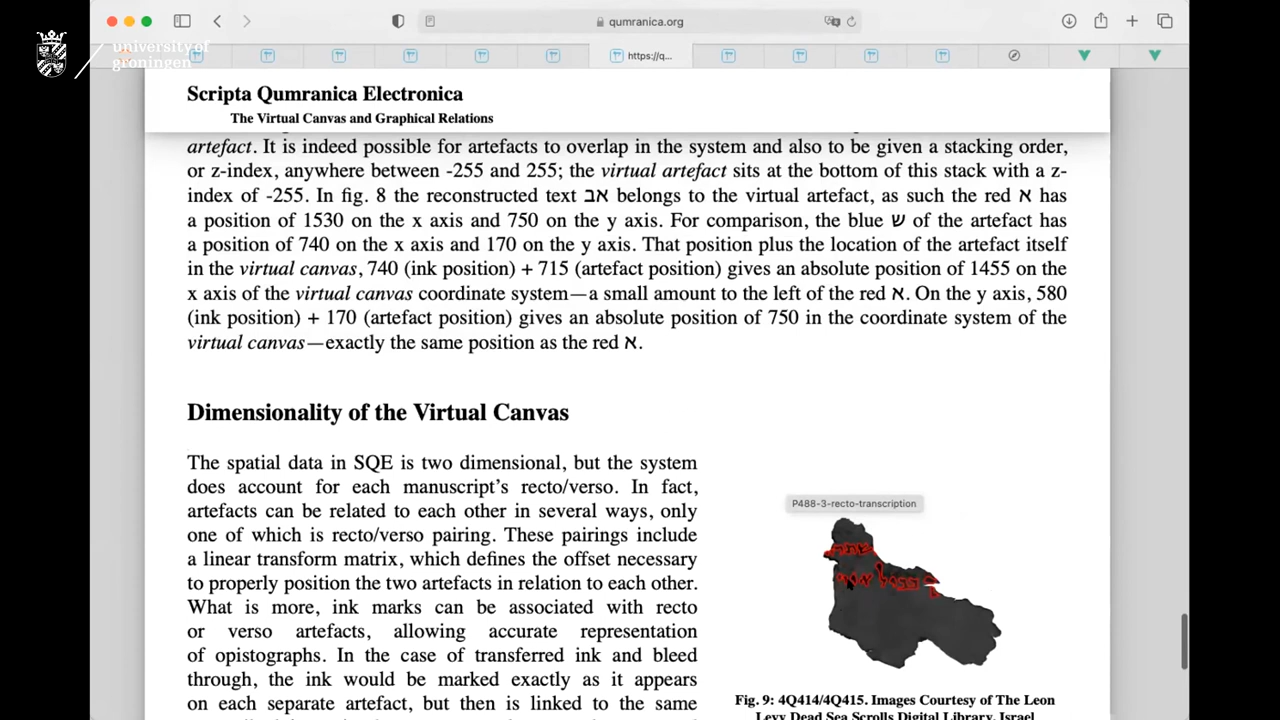 qumranica.org
university of
groningen
https://q...
Scripta Qumranica Electronica
The Virtual Canvas and Graphical Relations
artefact. It is indeed possible for artefacts to overlap in the system and also to be given a stacking order,
or z-index, anywhere between -255 and 255; the virtual artefact sits at the bottom of this stack with a z-
index of -255. In fig. 8 the reconstructed text אב belongs to the virtual artefact, as such the red א has
a position of 1530 on the x axis and 750 on the y axis. For comparison, the blue ש of the artefact has
a position of 740 on the x axis and 170 on the y axis. That position plus the location of the artefact itself
in the virtual canvas, 740 (ink position) + 715 (artefact position) gives an absolute position of 1455 on the
x axis of the virtual canvas coordinate system—a small amount to the left of the red א. On the y axis, 580
(ink position) + 170 (artefact position) gives an absolute position of 750 in the coordinate system of the
virtual canvas—exactly the same position as the red א.
Dimensionality of the Virtual Canvas
The spatial data in SQE is two dimensional, but the system
does account for each manuscript's recto/verso. In fact,
artefacts can be related to each other in several ways, only
one of which is recto/verso pairing. These pairings include
a linear transform matrix, which defines the offset necessary
to properly position the two artefacts in relation to each other.
What is more, ink marks can be associated with recto
or verso artefacts, allowing accurate representation
of opistographs. In the case of transferred ink and bleed
through, the ink would be marked exactly as it appears
on each separate artefact, but then is linked to the same
P488-3-recto-transcription
Fig. 9: 4Q414/4Q415. Images Courtesy of The Leon
Levy Dead Sea Scrolls Digital Library, Israel